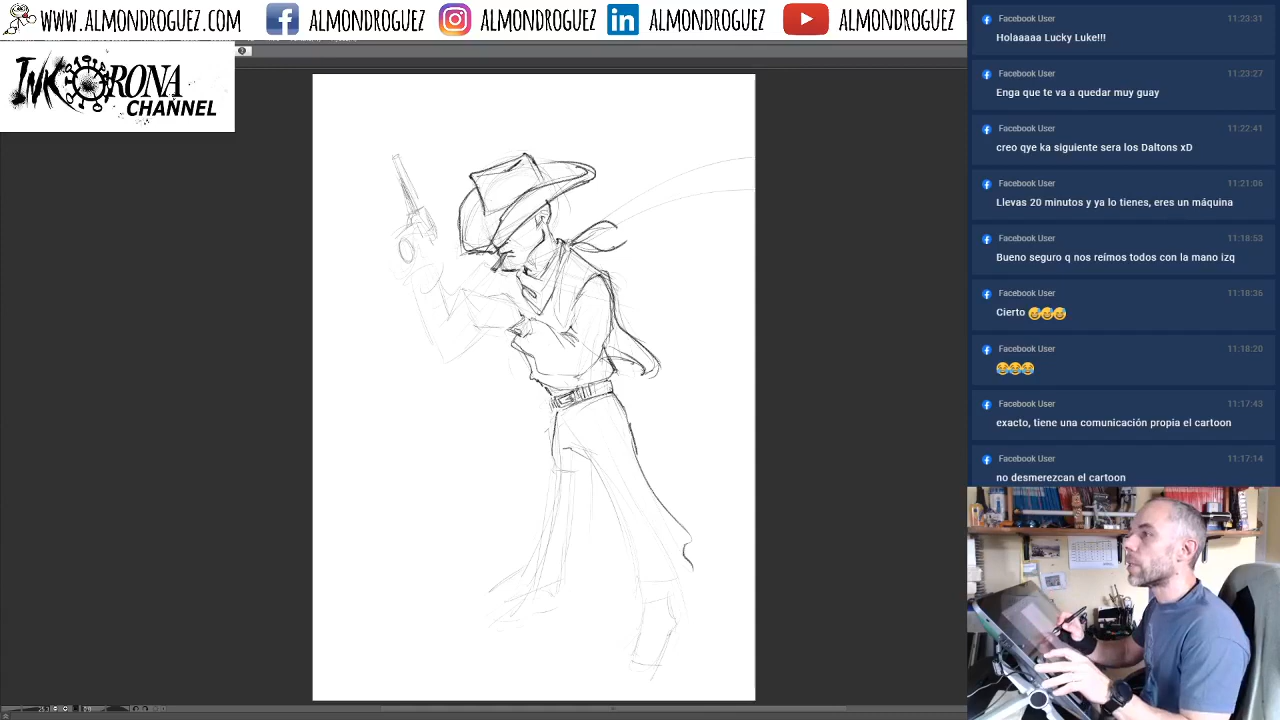 WWW.ALMONDROGUEZ.COM
ALMONDROGUEZ
ALMONDROGUEZ
ALMONDROGUEZ
ALMONDROGUEZ
INKORONA
CHANNEL
Facebook User 11:23:31
Holaaaaa Lucky Luke!!!
Facebook User 11:23:27
Enga que te va a quedar muy guay
Facebook User 11:22:41
creo qye ka siguiente sera los Daltons xD
Facebook User 11:21:06
Llevas 20 minutos y ya lo tienes, eres un máquina
Facebook User 11:18:53
Bueno seguro q nos reímos todos con la mano izq
Facebook User 11:18:36
Cierto 😅😅😅
Facebook User 11:18:20
😂😂😂
Facebook User 11:17:43
exacto, tiene una comunicación propia el cartoon
Facebook User 11:17:14
no desmerezcan el cartoon